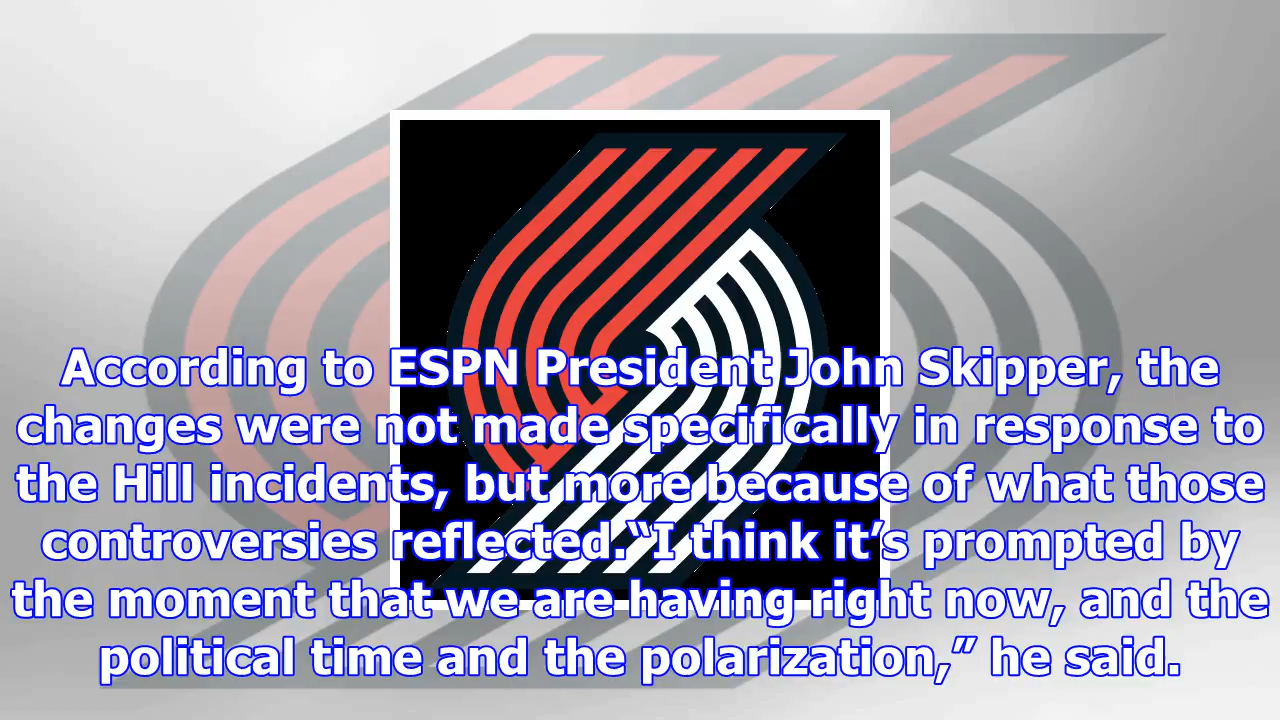 According to ESPN President John Skipper, the
changes were not made specifically in response to
the Hill incidents, but more because of what those
controversies reflected.“I think it’s prompted by
the moment that we are having right now, and the
political time and the polarization,” he said.